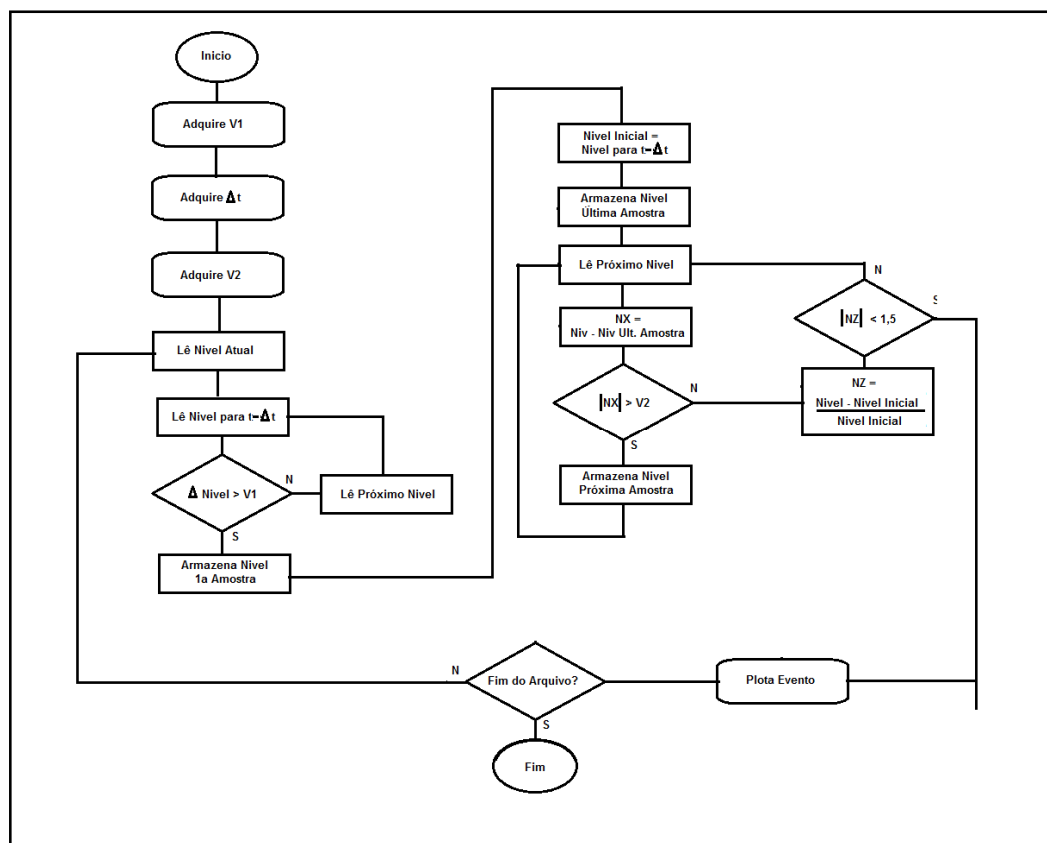 Inicio
Adquire V1
Adquire Δt
Adquire V2
Lê Nivel Atual
Lê Nivel para t-Δt
Δ Nivel > V1
N
S
Lê Próximo Nivel
Armazena Nivel
1a Amostra
Nivel Inicial =
Nivel para t-Δt
Armazena Nivel
Última Amostra
Lê Próximo Nivel
NX =
Niv - Niv Ult. Amostra
|NX| > V2
N
S
Armazena Nivel
Próxima Amostra
N
S
|NZ| < 1,5
NZ =
Nivel - Nivel Inicial
Nivel Inicial
N
Fim do Arquivo?
S
Plota Evento
Fim